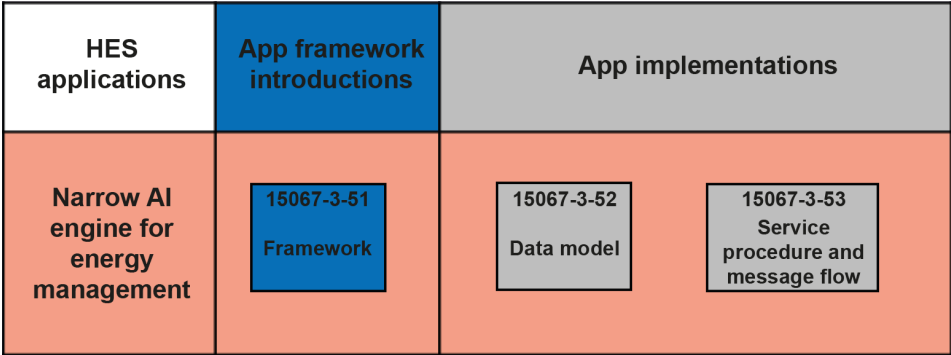 HES
applications
App framework
introductions
App implementations
Narrow AI
engine for
energy
management
15067-3-51
Framework
15067-3-52
Data model
15067-3-53
Service
procedure and
message flow